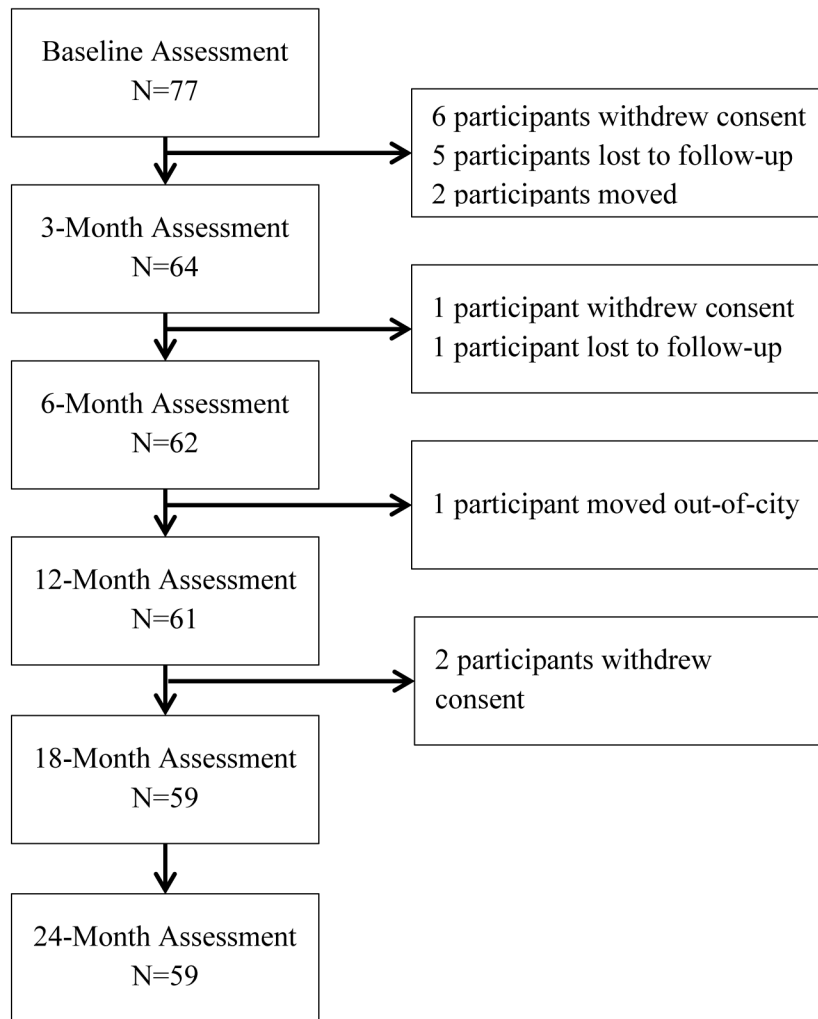 Baseline Assessment
N=77
6 participants withdrew consent
5 participants lost to follow-up
2 participants moved
3-Month Assessment
N=64
1 participant withdrew consent
1 participant lost to follow-up
6-Month Assessment
N=62
1 participant moved out-of-city
12-Month Assessment
N=61
2 participants withdrew
consent
18-Month Assessment
N=59
24-Month Assessment
N=59